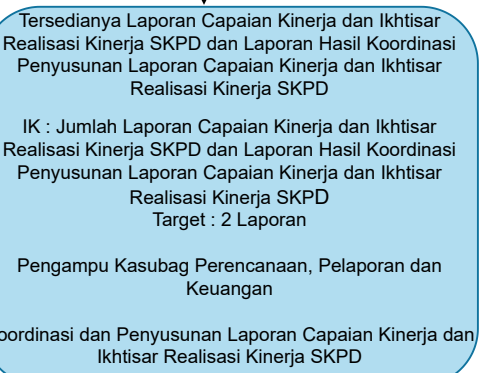 Tersedianya Laporan Capaian Kinerja dan Ikhtisar
Realisasi Kinerja SKPD dan Laporan Hasil Koordinasi
Penyusunan Laporan Capaian Kinerja dan Ikhtisar
Realisasi Kinerja SKPD
IK : Jumlah Laporan Capaian Kinerja dan Ikhtisar
Realisasi Kinerja SKPD dan Laporan Hasil Koordinasi
Penyusunan Laporan Capaian Kinerja dan Ikhtisar
Realisasi Kinerja SKPD
Target : 2 Laporan
Pengampu Kasubag Perencanaan, Pelaporan dan
Keuangan
oordinasi dan Penyusunan Laporan Capaian Kinerja dan
Ikhtisar Realisasi Kinerja SKPD